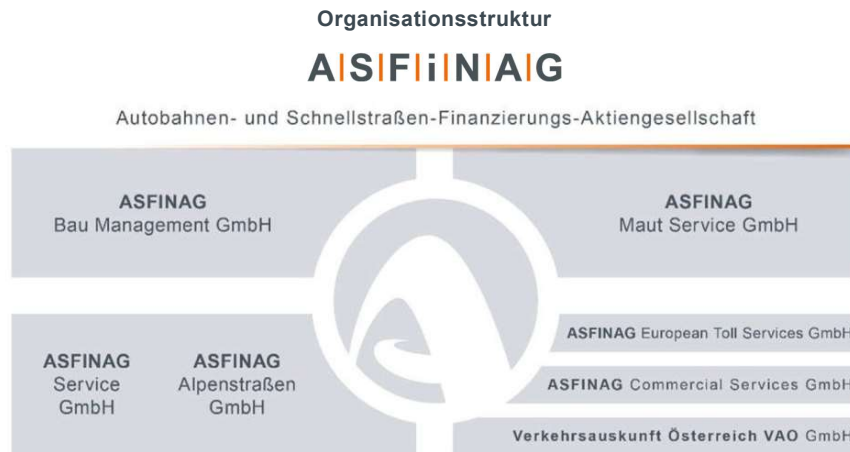 Organisationsstruktur
A|S|F|i|N|A|G
Autobahnen- und Schnellstraßen-Finanzierungs-Aktiengesellschaft
ASFINAG
Bau Management GmbH
ASFINAG
Maut Service GmbH
ASFINAG
Service
GmbH
ASFINAG
Alpenstraßen
GmbH
ASFINAG European Toll Services GmbH
ASFINAG Commercial Services GmbH
Verkehrsauskunft Österreich VAO GmbH